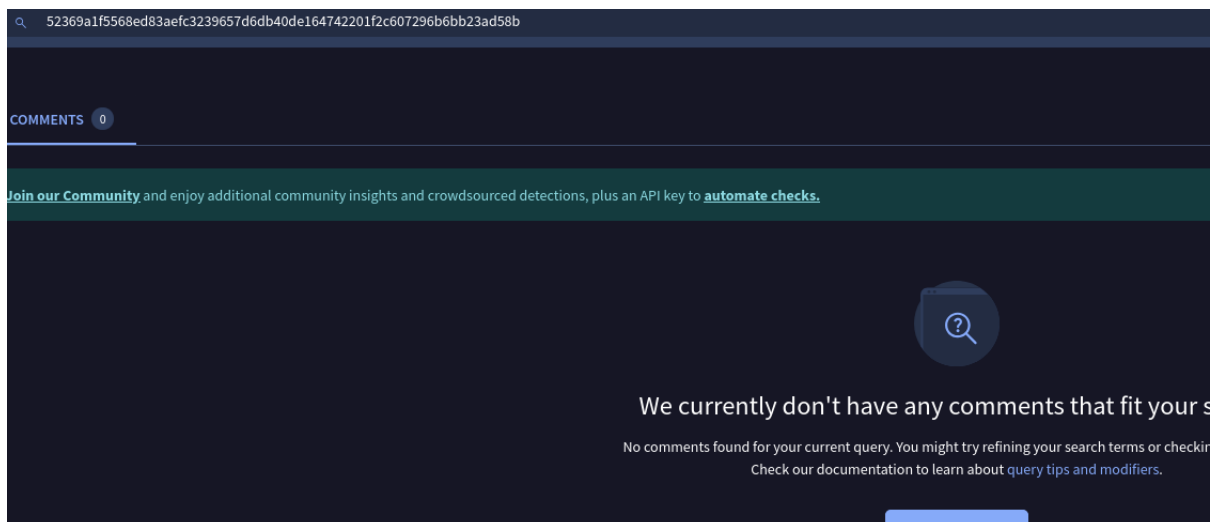 52369a1f5568ed83aefc3239657d6db40de164742201f2c607296b6bb23ad58b
COMMENTS 0
Join our Community and enjoy additional community insights and crowdsourced detections, plus an API key to automate checks.
?
We currently don't have any comments that fit your s
No comments found for your current query. You might try refining your search terms or checkin
Check our documentation to learn about query tips and modifiers.